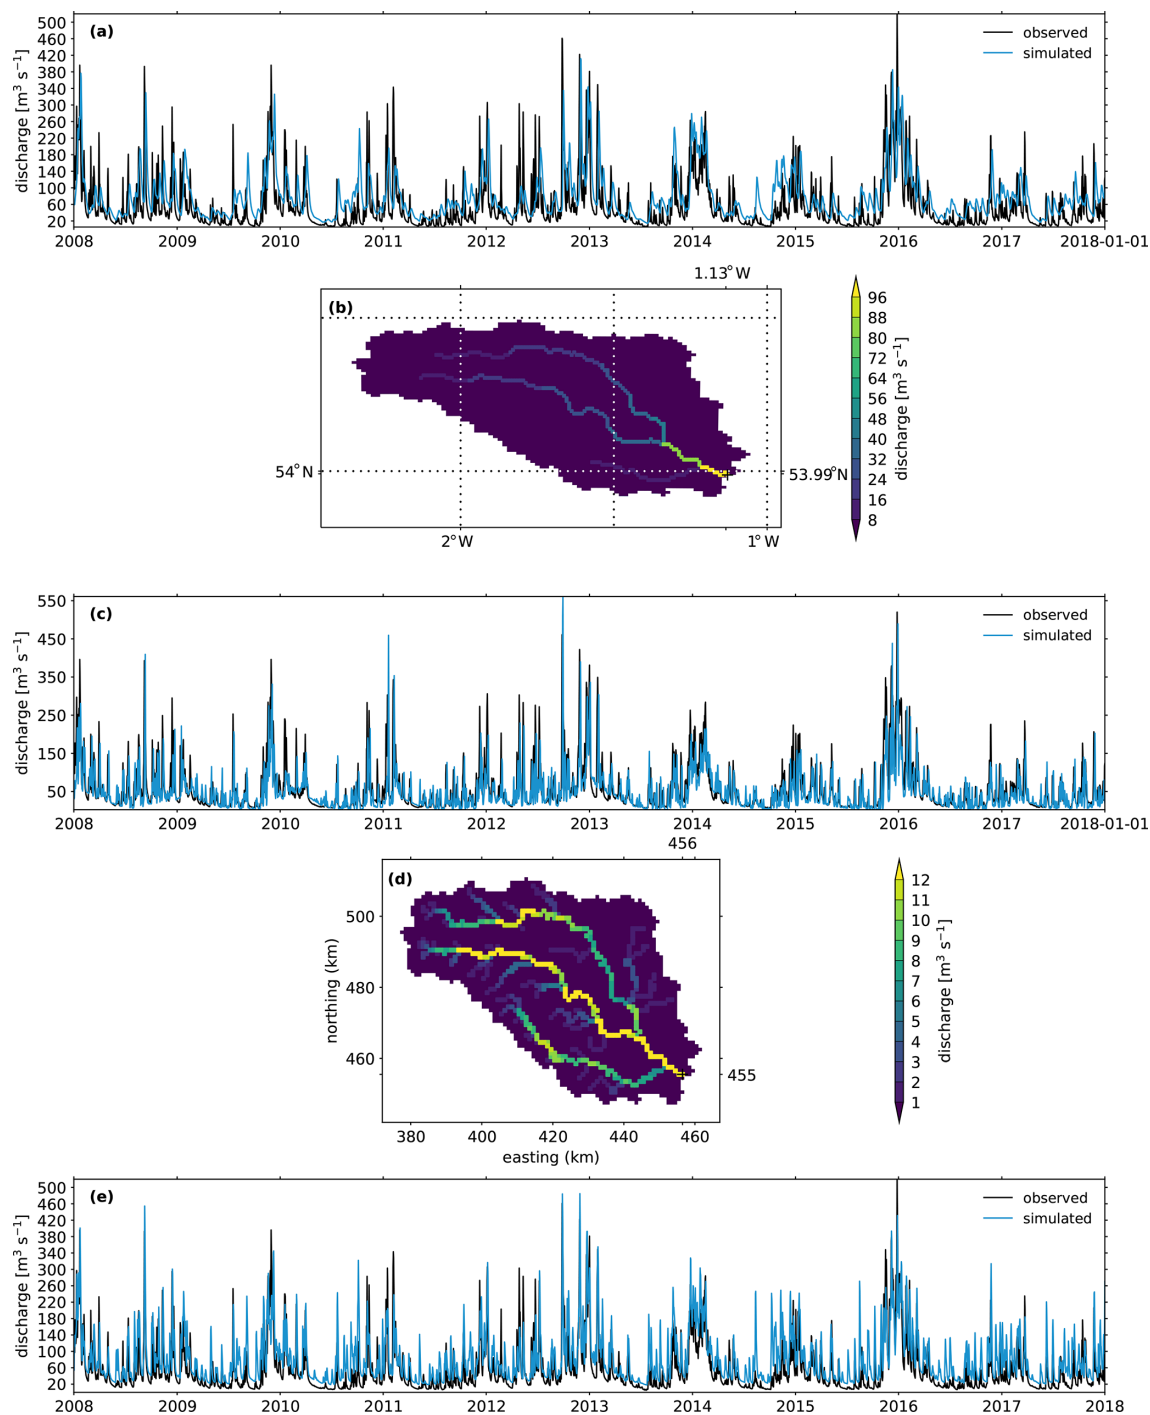 (a)
observed
simulated
discharge [m³ s⁻¹]
500
460
420
380
340
300
260
220
180
140
100
60
20
2008 2009 2010 2011 2012 2013 2014 2015 2016 2017 2018-01-01
1.13°W
(b)
54°N
53.99°N
2°W 1°W
96
88
80
72
64
56
48
40
32
24
16
8
discharge [m³ s⁻¹]
(c)
observed
simulated
discharge [m³ s⁻¹]
550
450
350
250
150
50
2008 2009 2010 2011 2012 2013 2014 2015 2016 2017 2018-01-01
456
(d)
northing (km)
500
480
460
455
380 400 420 440 460
easting (km)
12
11
10
9
8
7
6
5
4
3
2
1
discharge [m³ s⁻¹]
(e)
observed
simulated
discharge [m³ s⁻¹]
500
460
420
380
340
300
260
220
180
140
100
60
20
2008 2009 2010 2011 2012 2013 2014 2015 2016 2017 2018